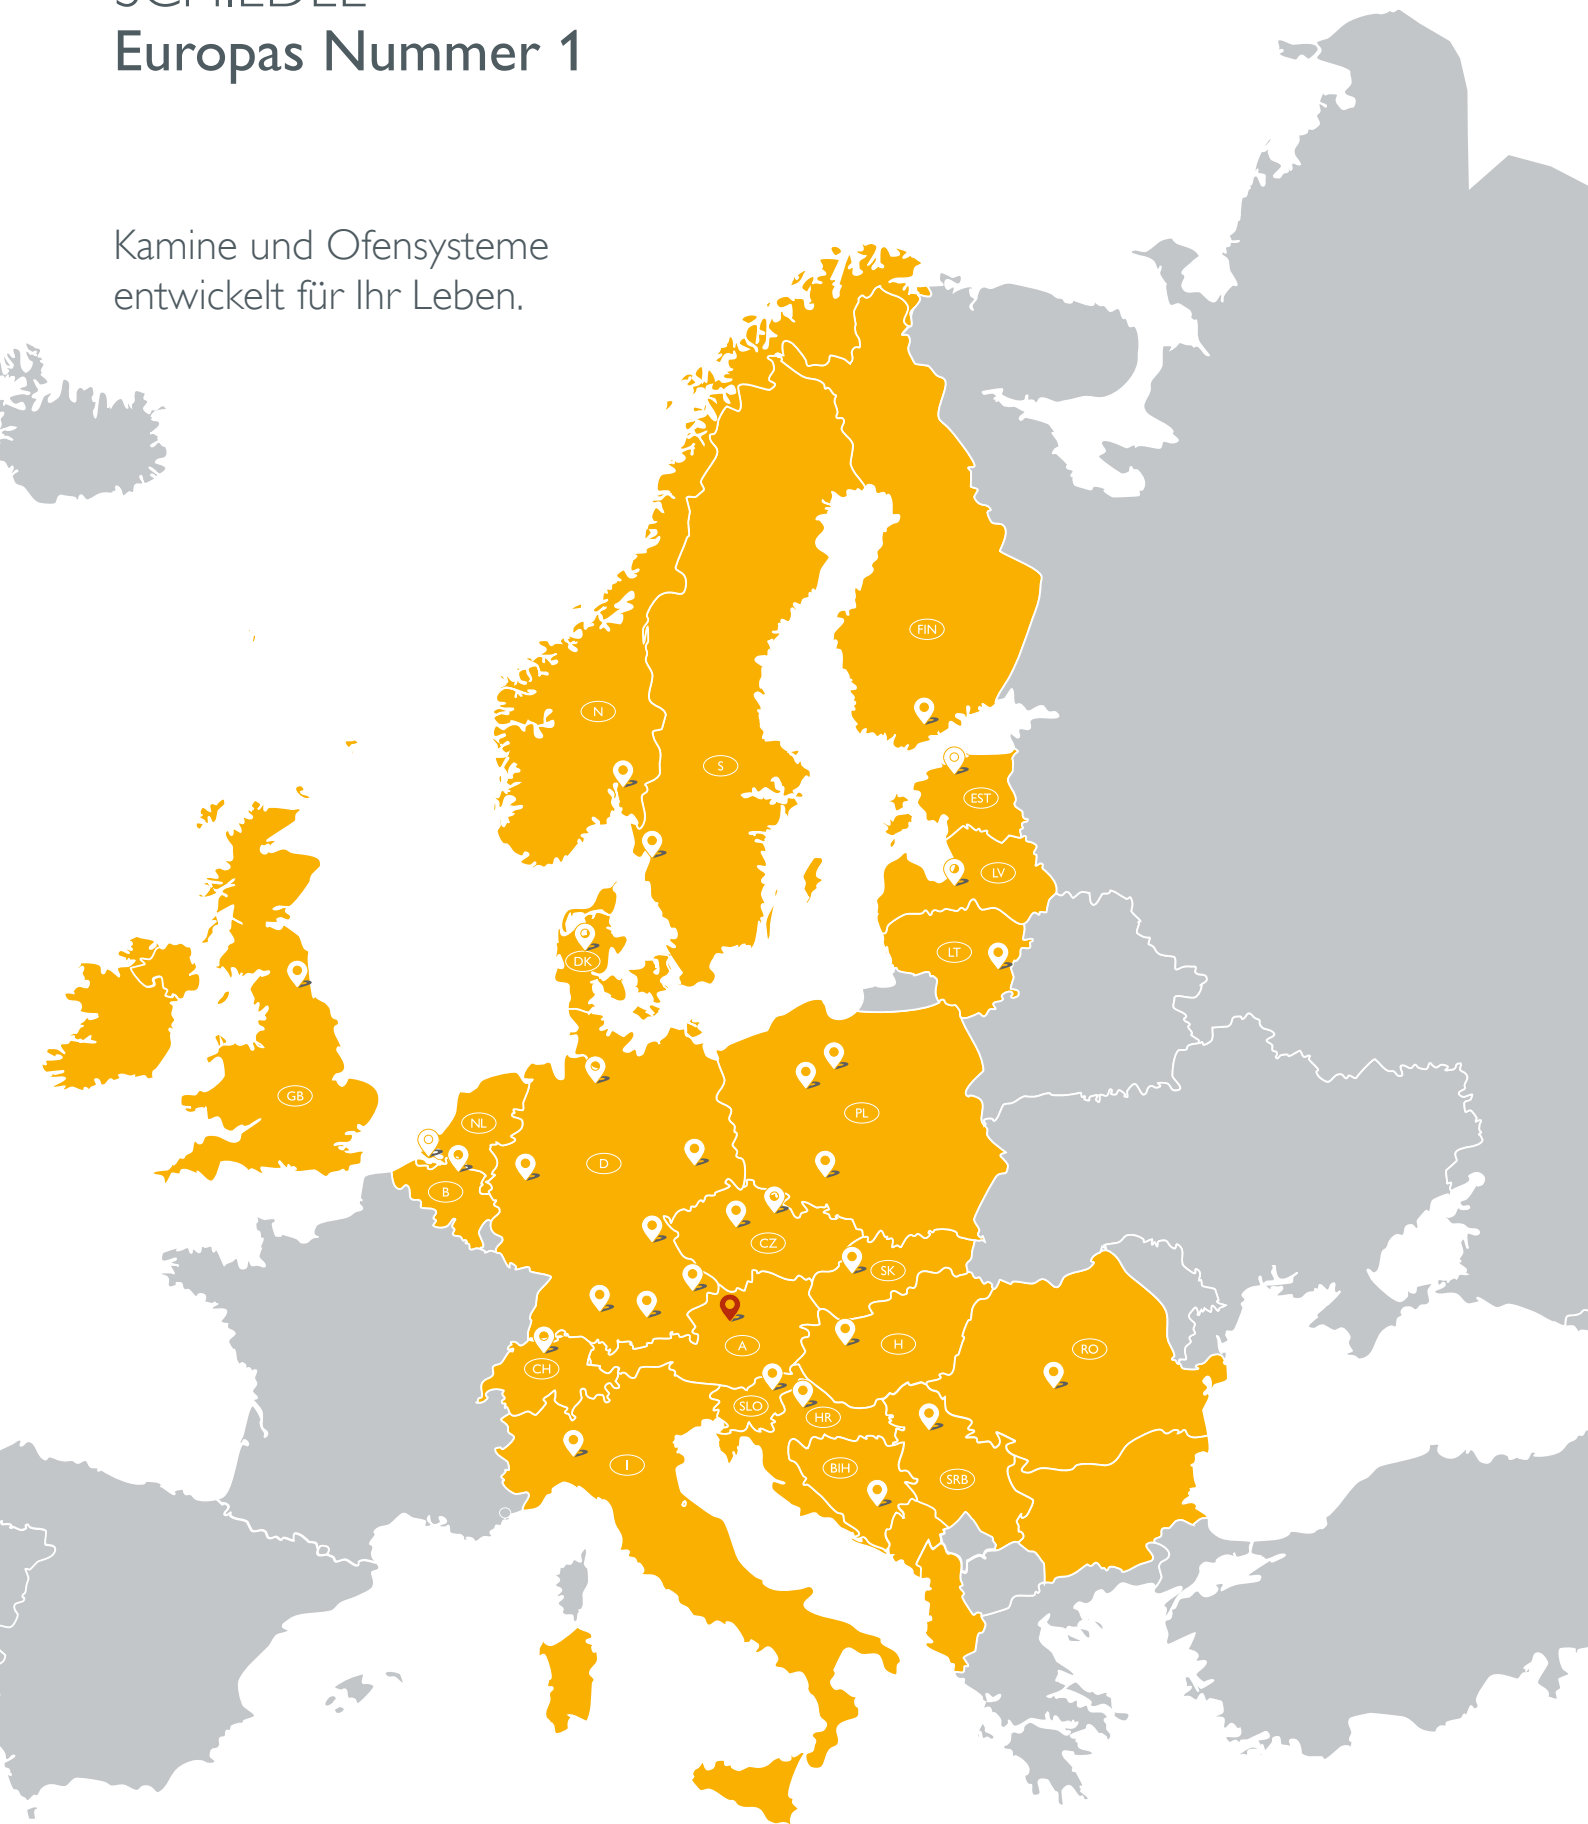 SCHIEDEL
Europas Nummer 1
Kamine und Ofensysteme
entwickelt für Ihr Leben.
FIN
N
S
EST
LV
LT
DK
GB
NL
PL
D
B
CZ
SK
A
H
RO
CH
SLO
HR
I
BIH
SRB